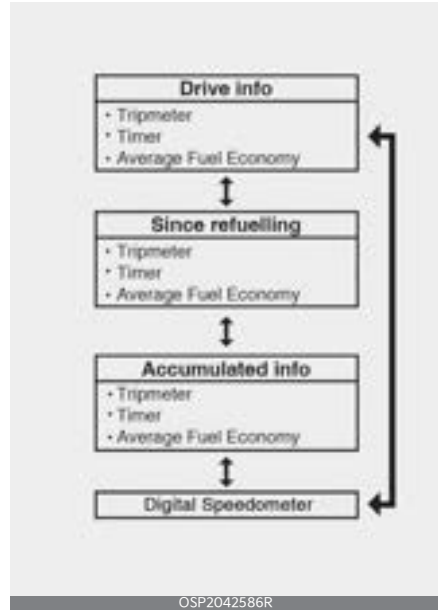 Drive info
• Tripmeter
• Timer
• Average Fuel Economy
Since refuelling
• Tripmeter
• Timer
• Average Fuel Economy
Accumulated info
• Tripmeter
• Timer
• Average Fuel Economy
Digital Speedometer
OSP2042586R